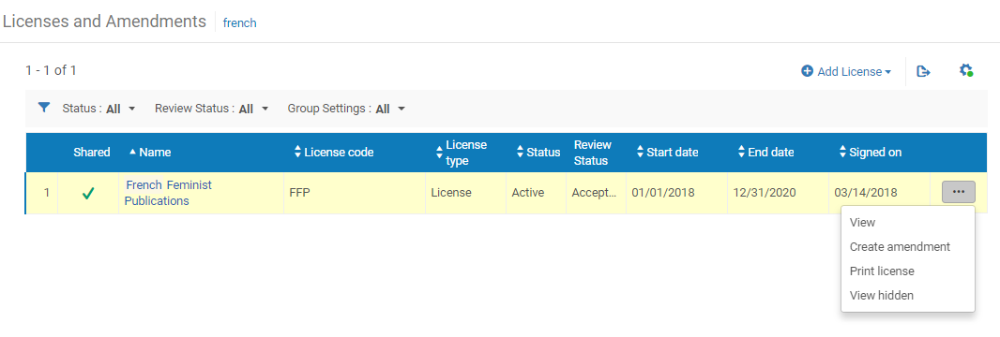 Licenses and Amendments french
1 - 1 of 1
Add License
Status : All Review Status : All Group Settings : All
Shared Name License code License type Status Review Status Start date End date Signed on
1 French Feminist Publications FFP License Active Accept... 01/01/2018 12/31/2020 03/14/2018
View
Create amendment
Print license
View hidden